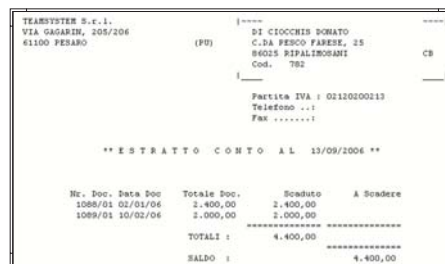 TEAMSYSTEM S.r.l.
VIA GAGARIN, 205/206
61100 PESARO (PU)
DI CIOCCHIS DONATO
C.DA PESCO FARESE, 25
86025 RIPALIMOSANI CB
Cod. 782
Partita IVA : 02120200213
Telefono ..:
Fax .......:
** E S T R A T T O C O N T O A L 13/09/2006 **
Nr. Doc. Data Doc Totale Doc. Scaduto A Scadere
1088/01 02/01/06 2.400,00 2.400,00
1089/01 10/02/06 2.000,00 2.000,00
TOTALI : 4.400,00
SALDO : 4.400,00